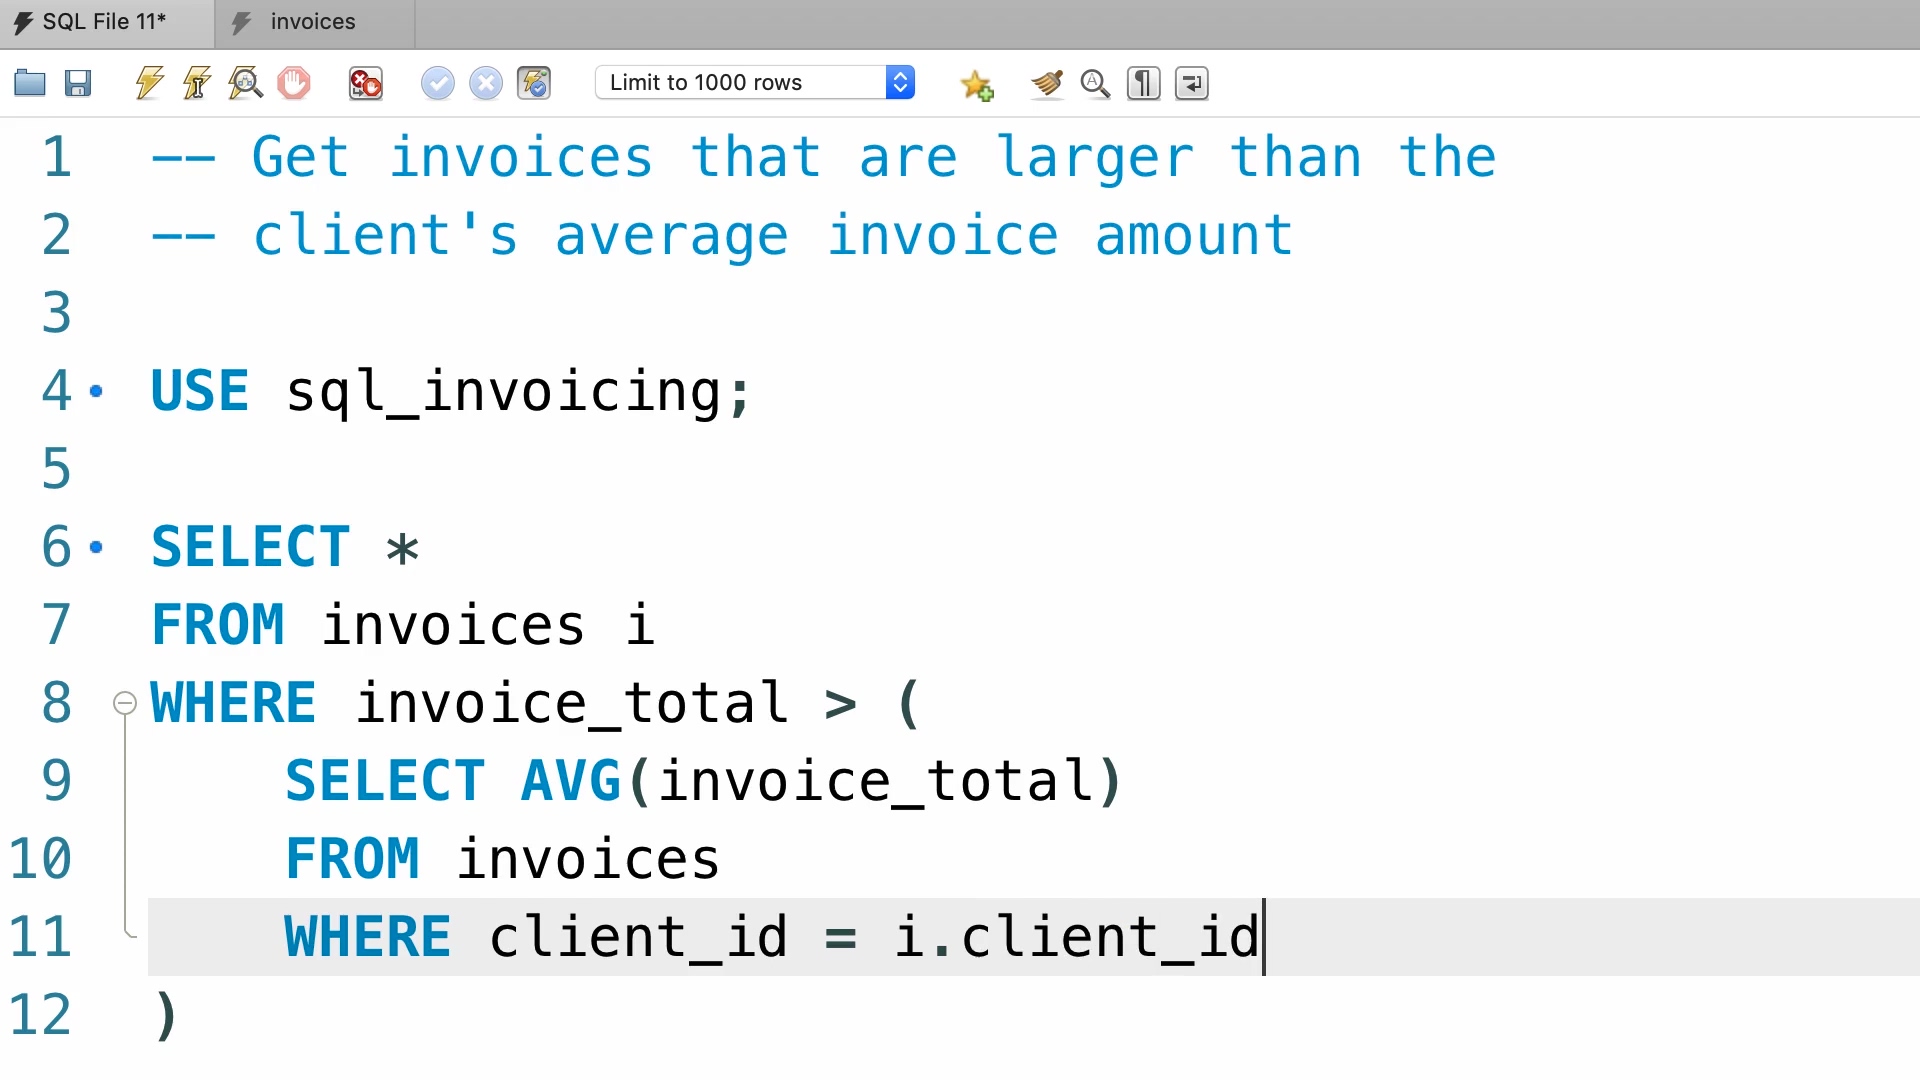 SQL File 11*
invoices
Limit to 1000 rows
1 -- Get invoices that are larger than the
2 -- client's average invoice amount
3
4 USE sql_invoicing;
5
6 SELECT *
7 FROM invoices i
8 WHERE invoice_total > (
9 SELECT AVG(invoice_total)
10 FROM invoices
11 WHERE client_id = i.client_id
12 )